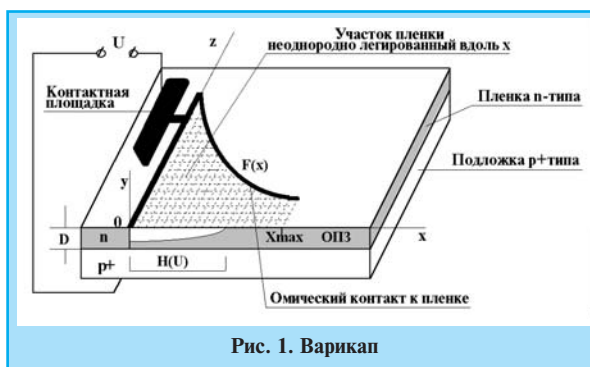 U
z
Участок пленки
неоднородно легированный вдоль x
Контактная
площадка
Пленка n-типа
Подложка p+типа
F(x)
y
0
D
n
Xmax
ОПЗ
x
p+
H(U)
Омический контакт к пленке
Рис. 1. Варикап